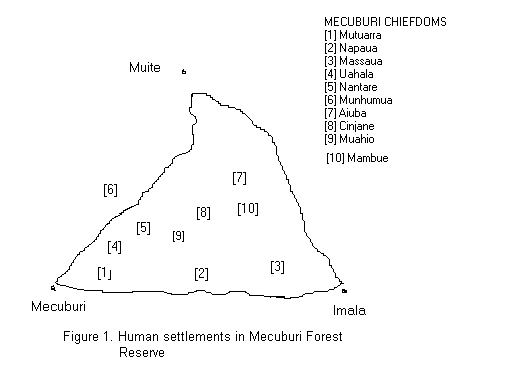 MECUBURI CHIEFDOMS
[1] Mutuarra
[2] Napaua
[3] Massaua
[4] Uahala
[5] Nantare
[6] Munhumua
[7] Aiuba
[8] Cinjane
[9] Muahio
[10] Mambue
Muite
[7]
[6]
[8]
[10]
[5]
[9]
[4]
[3]
[1]
[2]
Mecuburi
Imala
Figure 1. Human settlements in Mecuburi Forest
Reserve